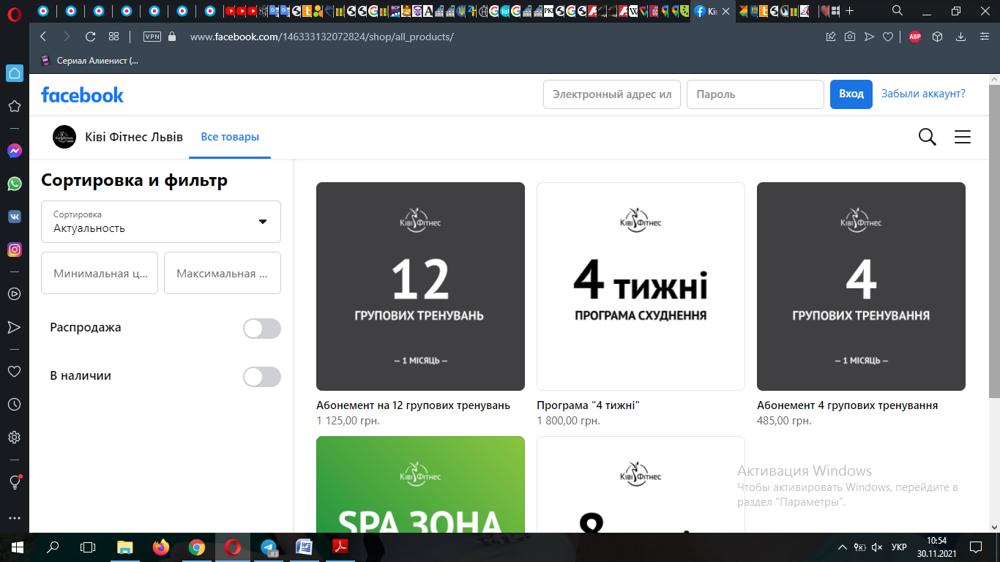 Ki
www.facebook.com/146333132072824/shop/all_products/
VPN
ABP
Сериал Алиенист (...
facebook
Электронный адрес ил
Пароль
Вход
Забыли аккаунт?
Ківі Фітнес Львів
Все товары
Сортировка и фильтр
Сортировка
Актуальность
Минимальная ц...
Максимальная ...
Распродажа
В наличии
Ківі Фітнес
12
ГРУПОВИХ ТРЕНУВАНЬ
— 1 МІСЯЦЬ —
Абонемент на 12 групових тренувань
1 125,00 грн.
Ківі Фітнес
4 тижні
ПРОГРАМА СХУДНЕННЯ
Програма "4 тижні"
1 800,00 грн.
Ківі Фітнес
4
ГРУПОВИХ ТРЕНУВАННЯ
— 1 МІСЯЦЬ —
Абонемент 4 групових тренування
485,00 грн.
Ківі Фітнес
SPA ЗОНА
Ківі Фітнес
Активация Windows
Чтобы активировать Windows, перейдите в
раздел "Параметры".
83
УКР
10:54
30.11.2021